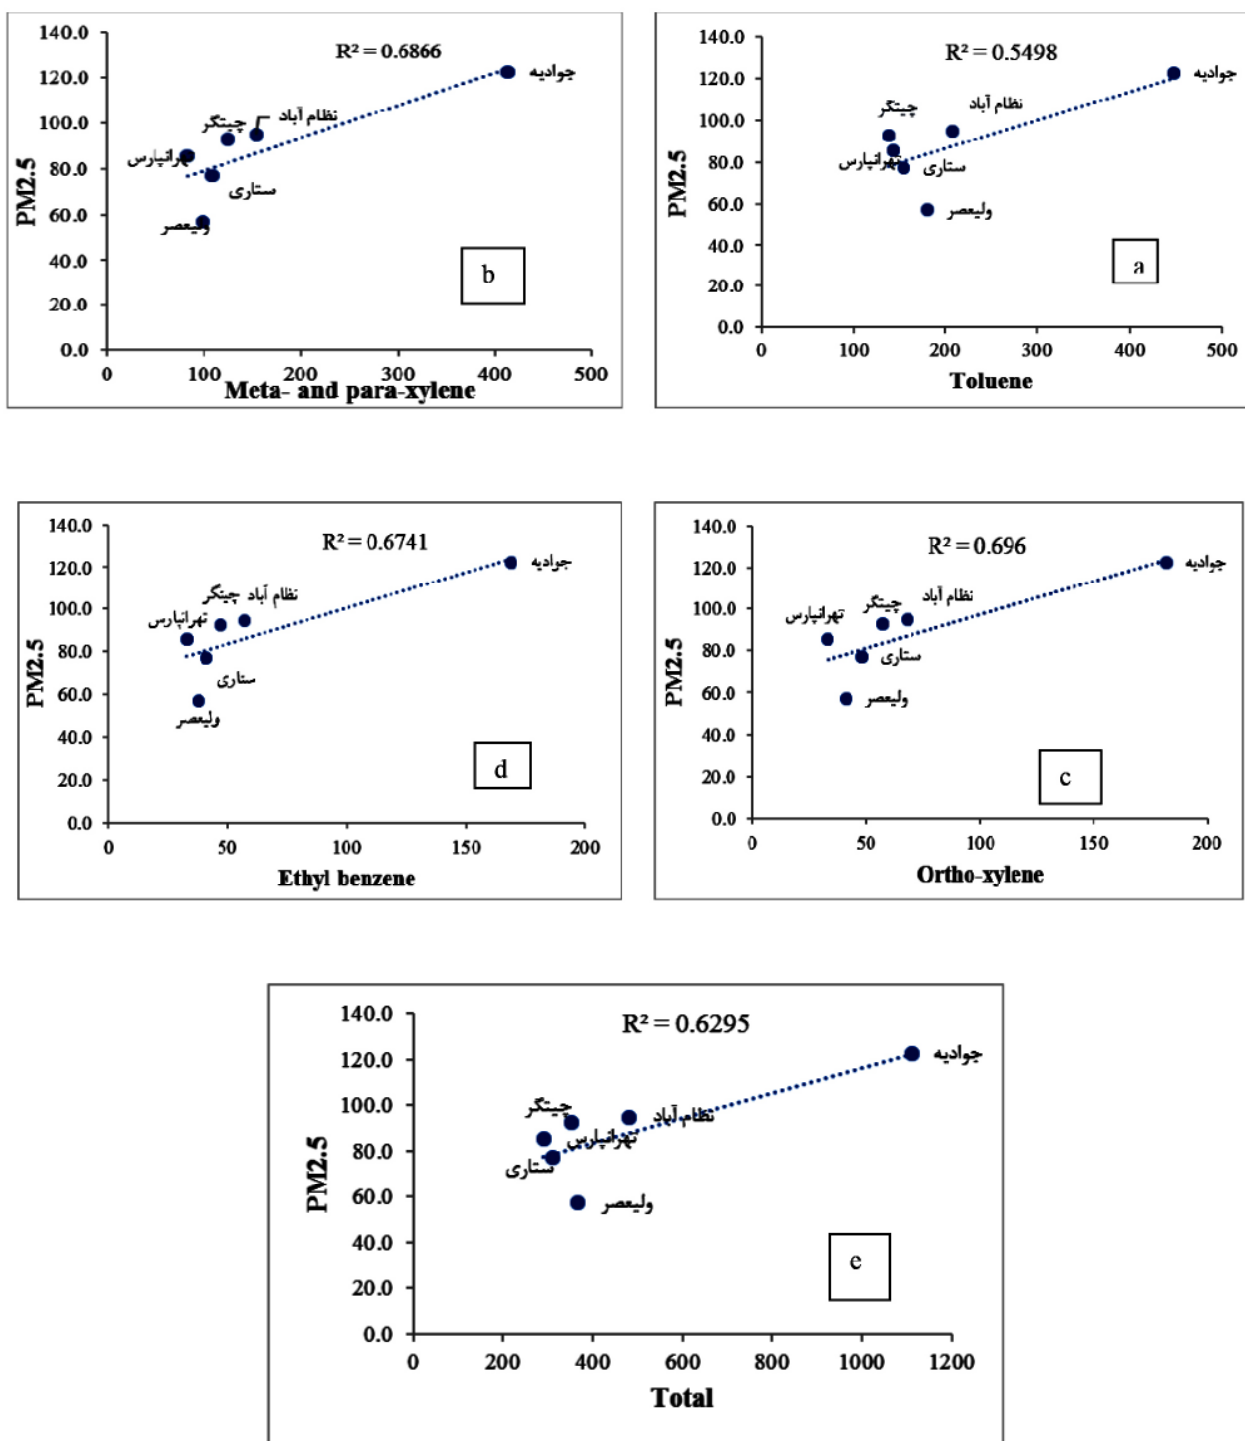 R² = 0.6866
140.0
120.0
100.0
80.0
60.0
40.0
20.0
0.0
PM2.5
جوادیه
نظام آباد
چیتگر
تهرانپارس
ستاری
ولیعصر
b
0 100 200 300 400 500
Meta- and para-xylene
R² = 0.5498
140.0
120.0
100.0
80.0
60.0
40.0
20.0
0.0
PM2.5
جوادیه
نظام آباد
چیتگر
تهرانپارس
ستاری
ولیعصر
a
0 100 200 300 400 500
Toluene
R² = 0.6741
140.0
120.0
100.0
80.0
60.0
40.0
20.0
0.0
PM2.5
جوادیه
نظام آباد
چیتگر
تهرانپارس
ستاری
ولیعصر
d
0 50 100 150 200
Ethyl benzene
R² = 0.696
140.0
120.0
100.0
80.0
60.0
40.0
20.0
0.0
PM2.5
جوادیه
نظام آباد
چیتگر
تهرانپارس
ستاری
ولیعصر
c
0 50 100 150 200
Ortho-xylene
R² = 0.6295
140.0
120.0
100.0
80.0
60.0
40.0
20.0
0.0
PM2.5
جوادیه
نظام آباد
چیتگر
تهرانپارس
ستاری
ولیعصر
e
0 200 400 600 800 1000 1200
Total